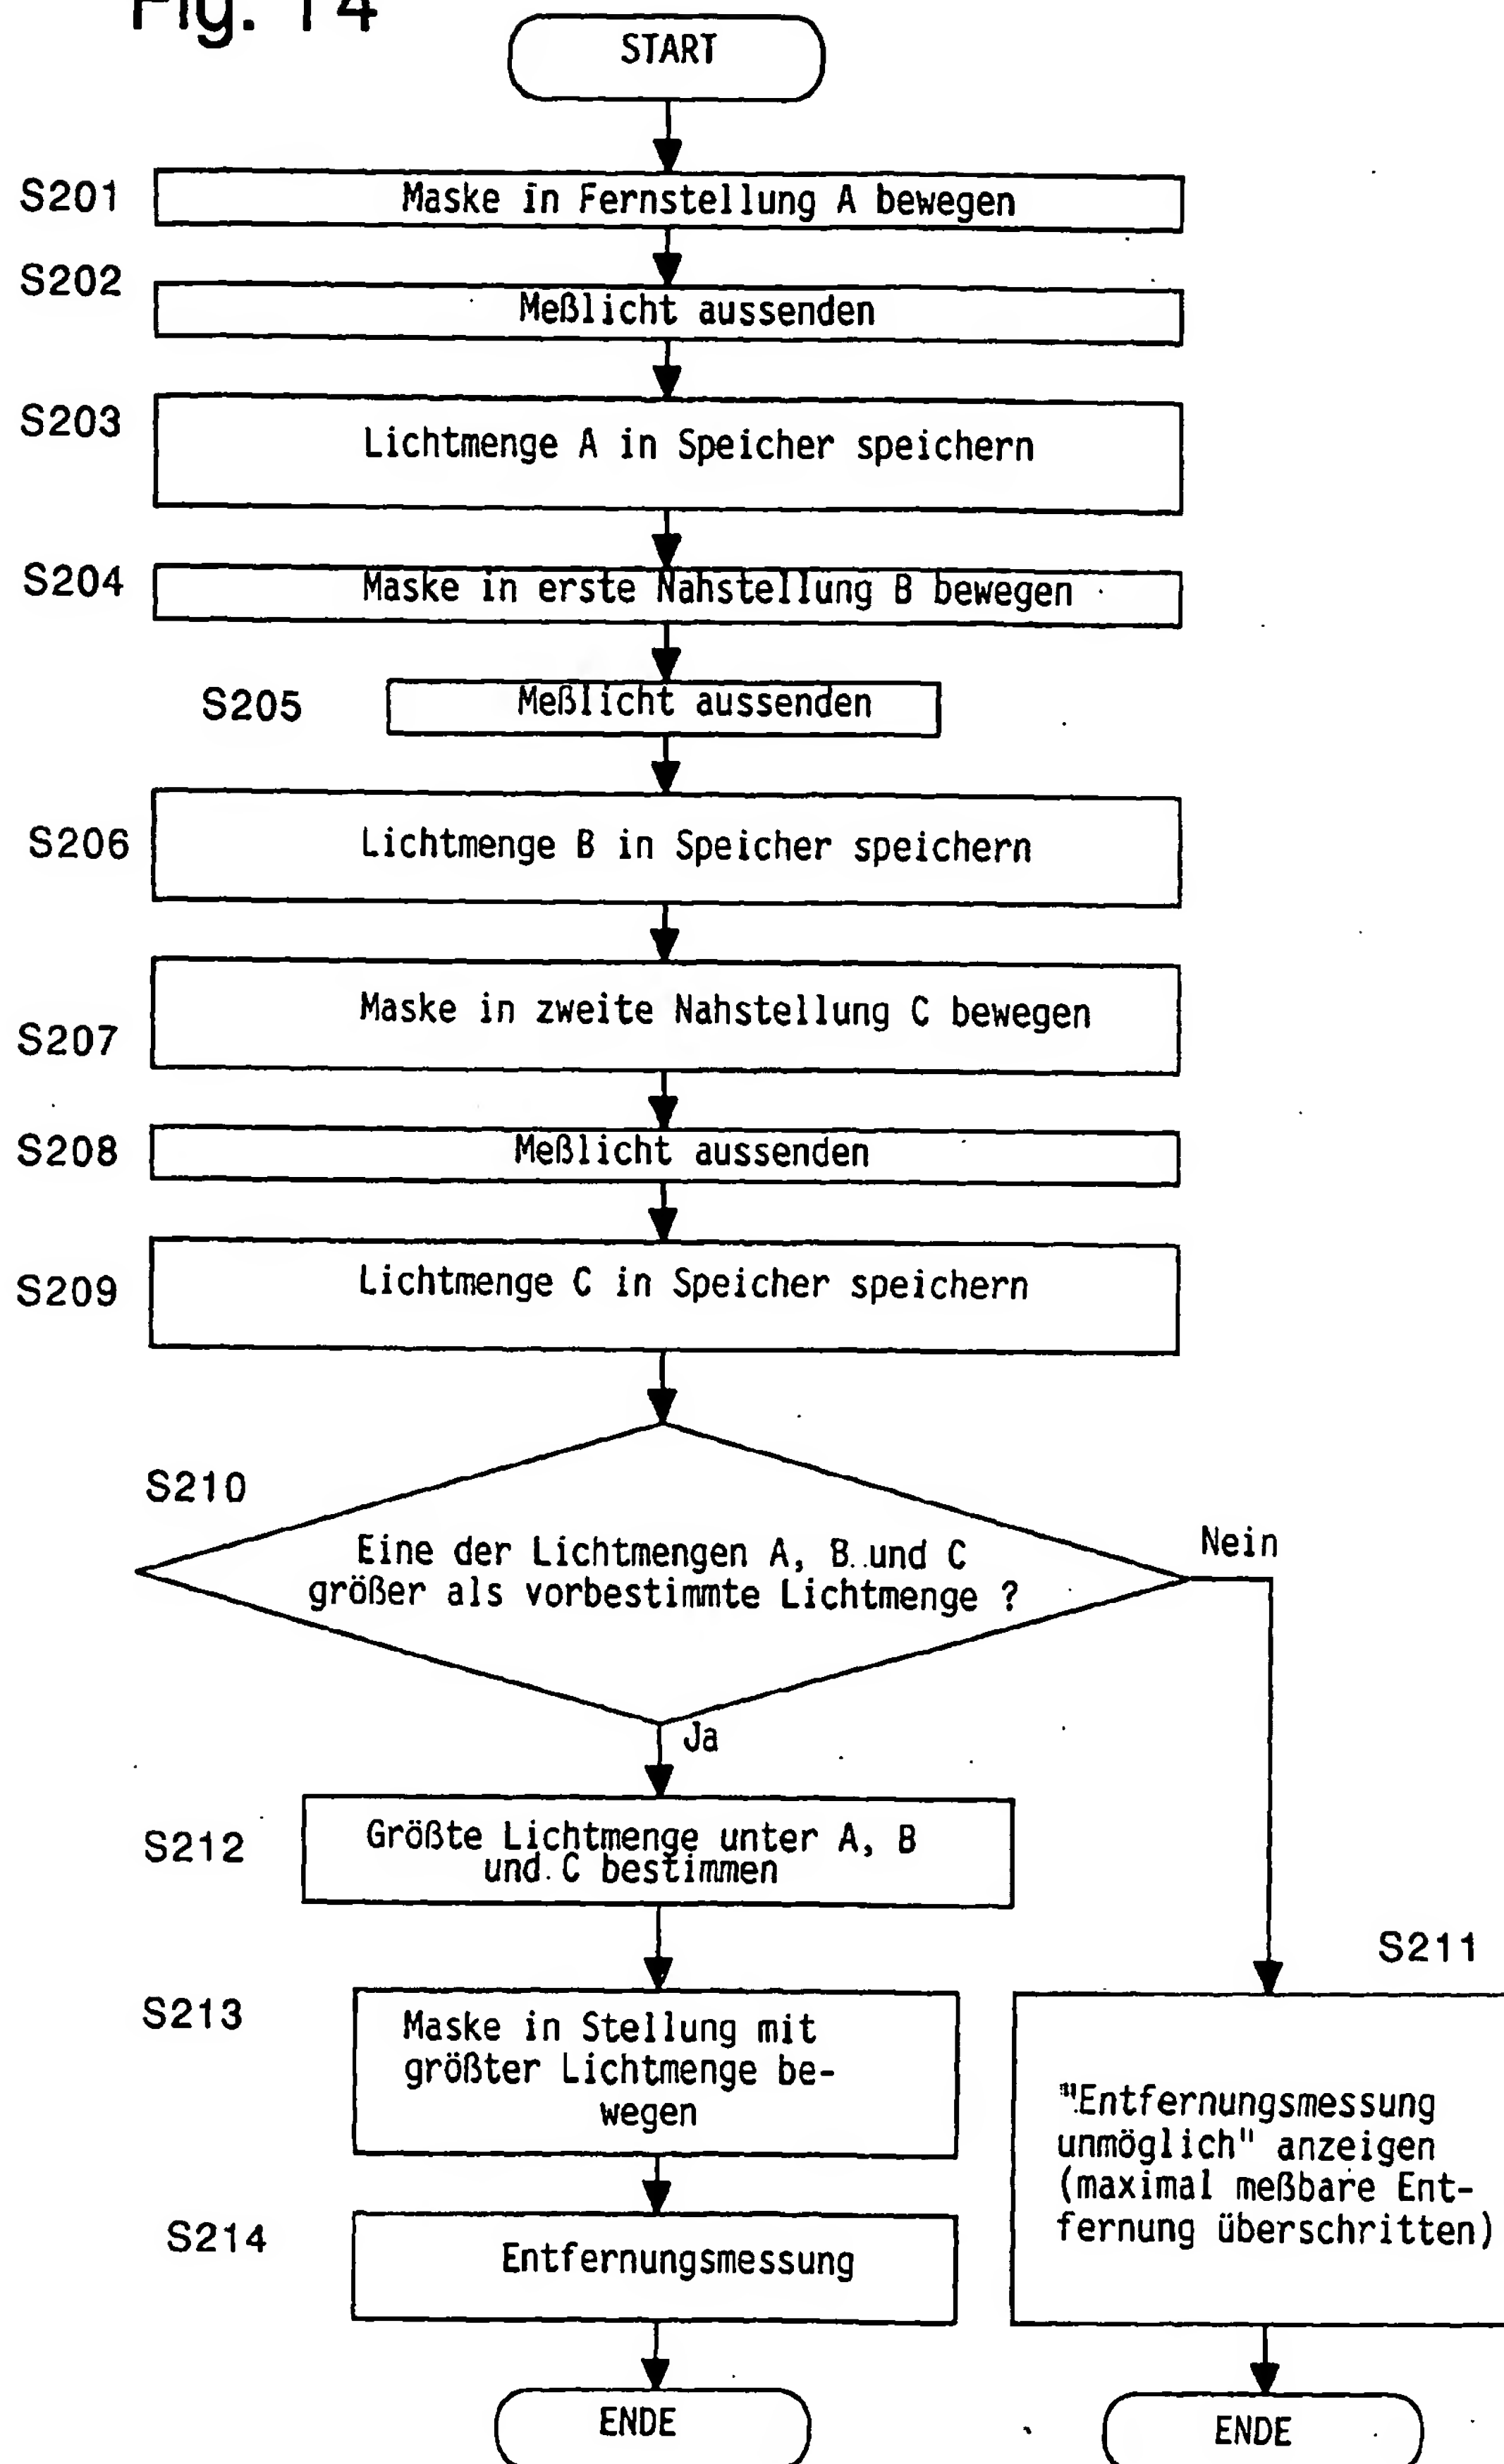 Fig. 14
START
S201
Maske in Fernstellung A bewegen
S202
Meßlicht aussenden
S203
Lichtmenge A in Speicher speichern
S204
Maske in erste Nahstellung B bewegen
S205
Meßlicht aussenden
S206
Lichtmenge B in Speicher speichern
S207
Maske in zweite Nahstellung C bewegen
S208
Meßlicht aussenden
S209
Lichtmenge C in Speicher speichern
S210
Eine der Lichtmengen A, B und C
größer als vorbestimmte Lichtmenge ?
Nein
Ja
S212
Größte Lichtmenge unter A, B
und C bestimmen
S213
Maske in Stellung mit
größter Lichtmenge be-
wegen
S211
"Entfernungsmessung
unmöglich" anzeigen
(maximal meßbare Ent-
fernung überschritten)
S214
Entfernungsmessung
ENDE
ENDE